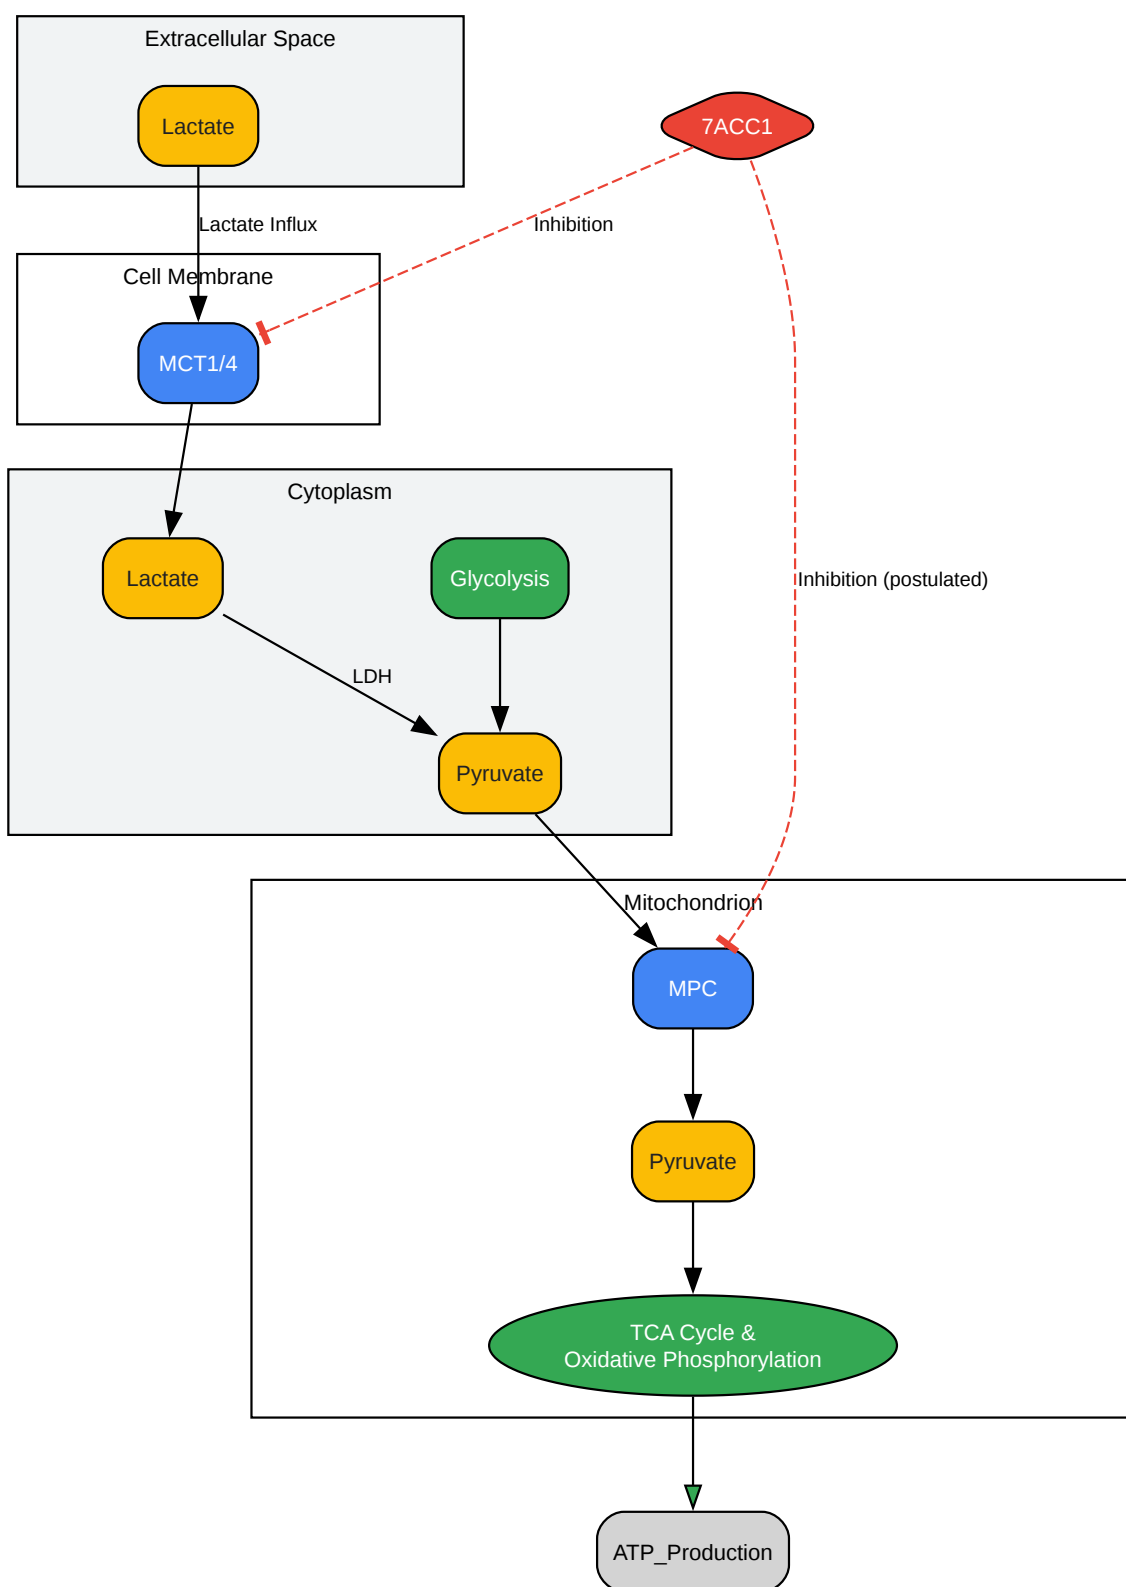 Extracellular Space
Lactate
7ACC1
Lactate Influx
Inhibition
Cell Membrane
MCT1/4
Cytoplasm
Lactate
Glycolysis
Inhibition (postulated)
LDH
Pyruvate
Mitochondrion
MPC
Pyruvate
TCA Cycle &
Oxidative Phosphorylation
ATP_Production